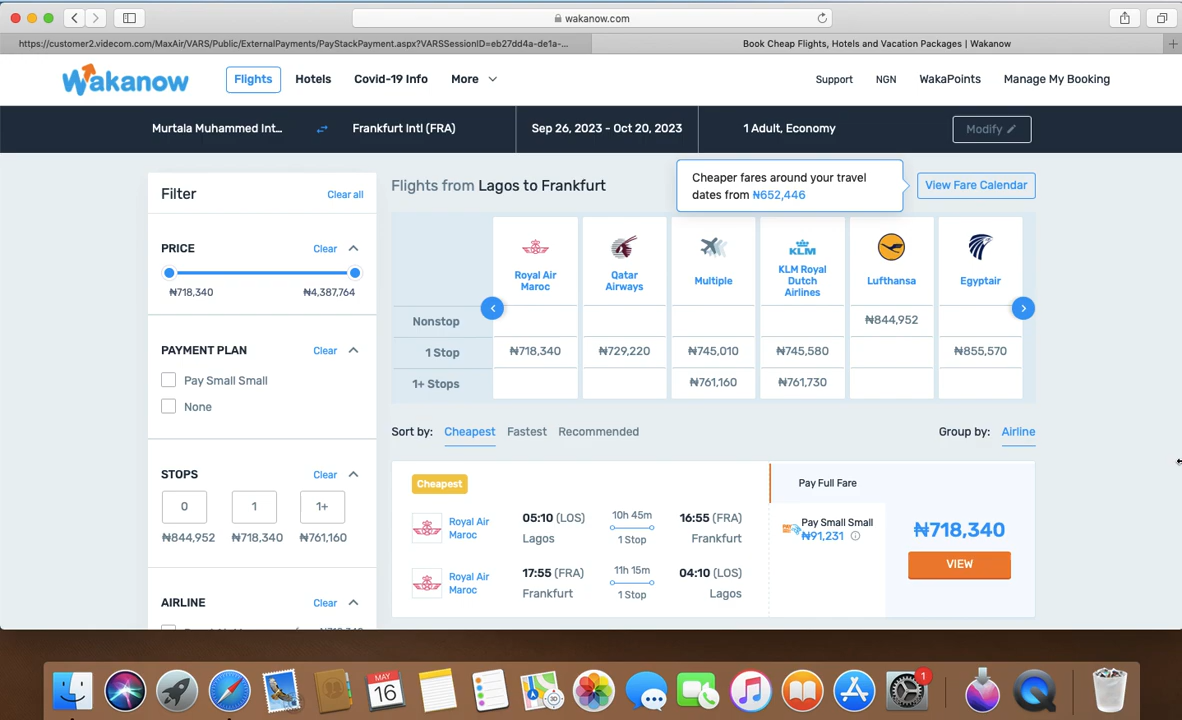 wakanow.com
https://customer2.videcom.com/MaxAir/VARS/Public/ExternalPayments/PayStackPayment.aspx?VARSSessionID=eb27dd4a-de1a-...
Book Cheap Flights, Hotels and Vacation Packages | Wakanow
Wakanow
Flights
Hotels
Covid-19 Info
More
Support
NGN
WakaPoints
Manage My Booking
Murtala Muhammed Int...
Frankfurt Intl (FRA)
Sep 26, 2023 - Oct 20, 2023
1 Adult, Economy
Modify
Filter
Clear all
PRICE
Clear
₦718,340
₦4,387,764
PAYMENT PLAN
Clear
Pay Small Small
None
STOPS
Clear
0
1
1+
₦844,952
₦718,340
₦761,160
AIRLINE
Clear
Flights from Lagos to Frankfurt
Cheaper fares around your travel
dates from ₦652,446
View Fare Calendar
Royal Air
Maroc
Qatar
Airways
Multiple
KLM
KLM Royal
Dutch
Airlines
Lufthansa
Egyptair
Nonstop
₦844,952
1 Stop
₦718,340
₦729,220
₦745,010
₦745,580
₦855,570
1+ Stops
₦761,160
₦761,730
Sort by:
Cheapest
Fastest
Recommended
Group by:
Airline
Cheapest
Royal Air
Maroc
05:10 (LOS)
Lagos
10h 45m
1 Stop
16:55 (FRA)
Frankfurt
Royal Air
Maroc
17:55 (FRA)
Frankfurt
11h 15m
1 Stop
04:10 (LOS)
Lagos
Pay Full Fare
Pay Small Small
₦91,231
₦718,340
VIEW
MAY
16
1